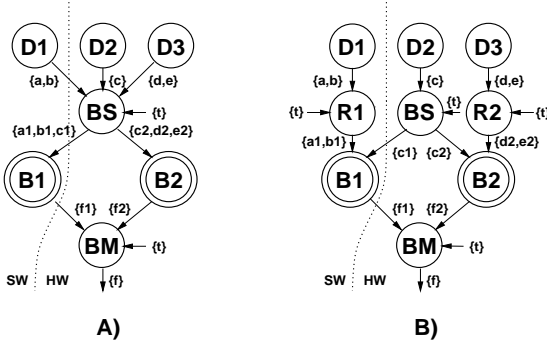 D1 D2 D3 D1 D2 D3
{a,b} {c} {d,e} {a,b} {c} {d,e}
BS {t} {t} R1 BS {t} R2 {t}
{a1,b1,c1} {c2,d2,e2} {a1,b1} {c1} {c2} {d2,e2}
B1 B2 B1 B2
{f1} {f2} {f1} {f2}
BM {t} BM {t}
SW HW {f} SW HW {f}
A) B)